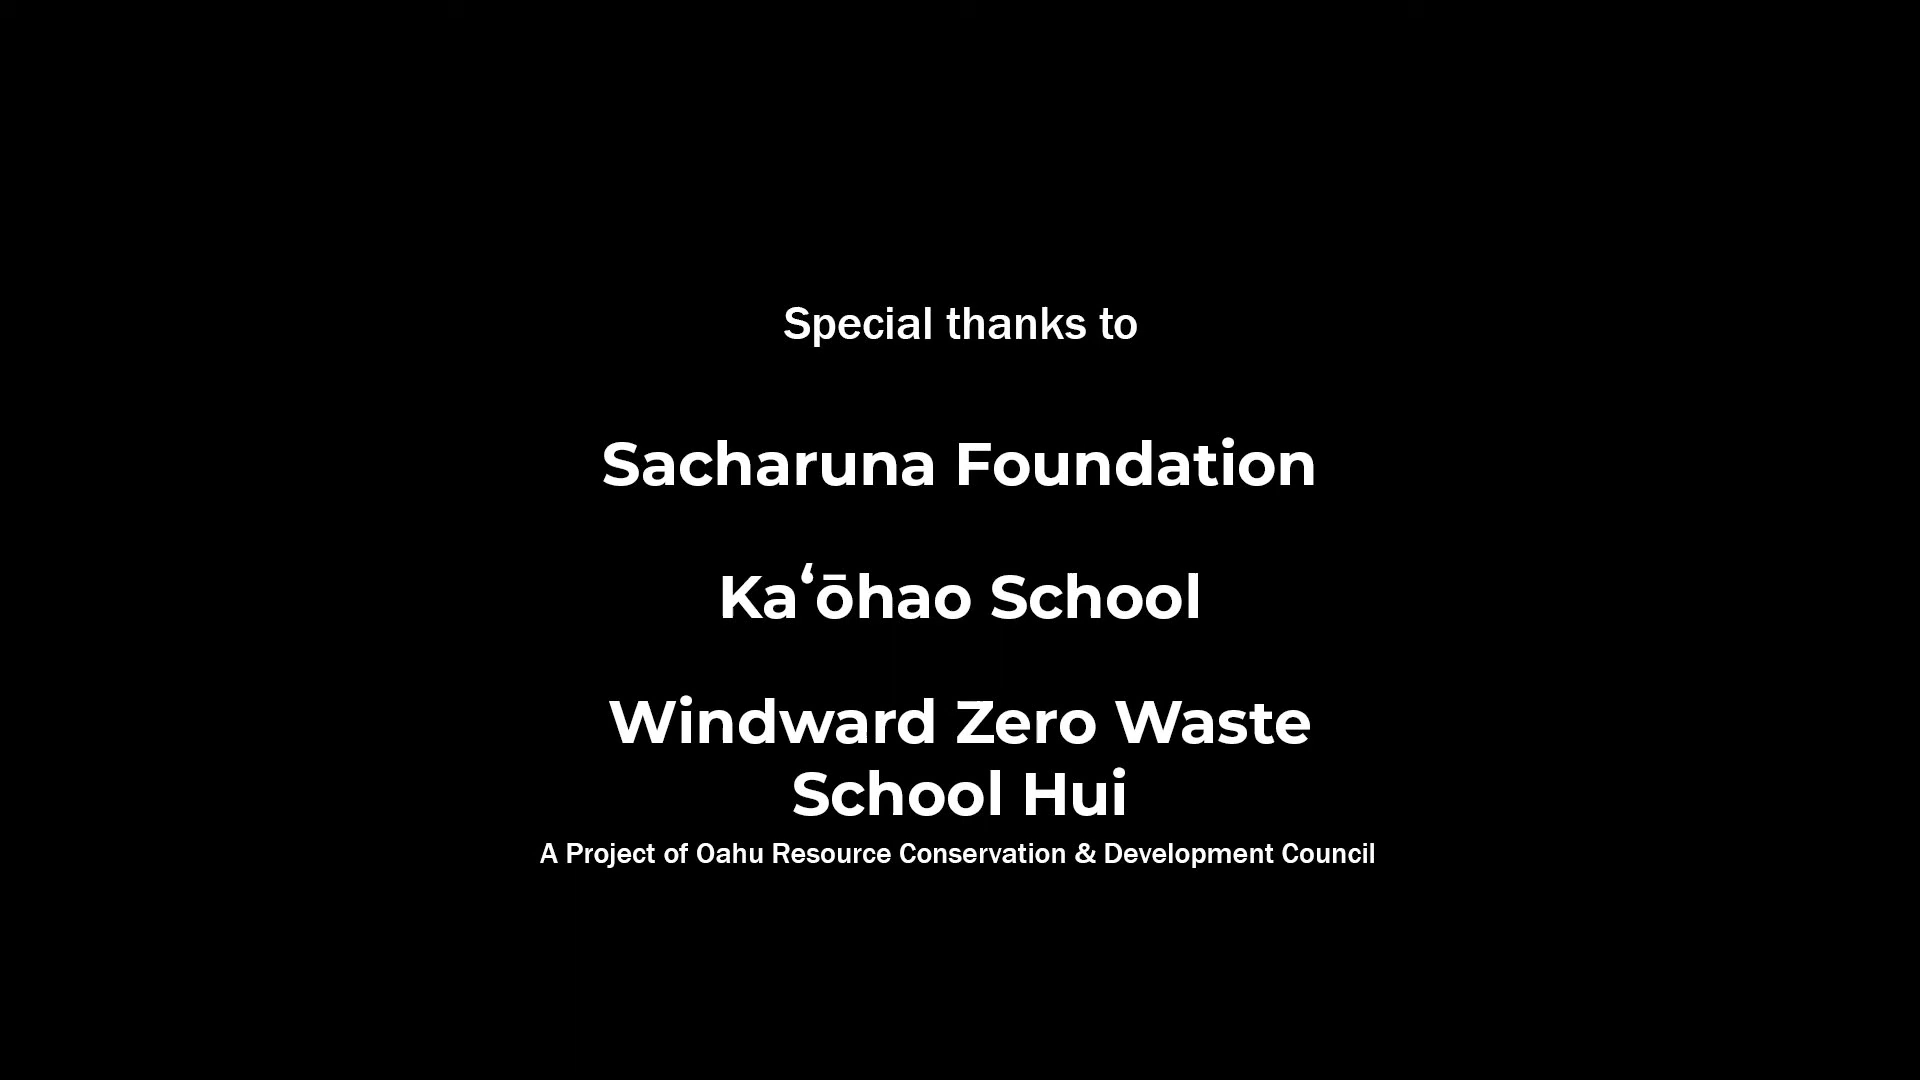 Special thanks to
Sacharuna Foundation
Kaʻōhao School
Windward Zero Waste
School Hui
A Project of Oahu Resource Conservation & Development Council